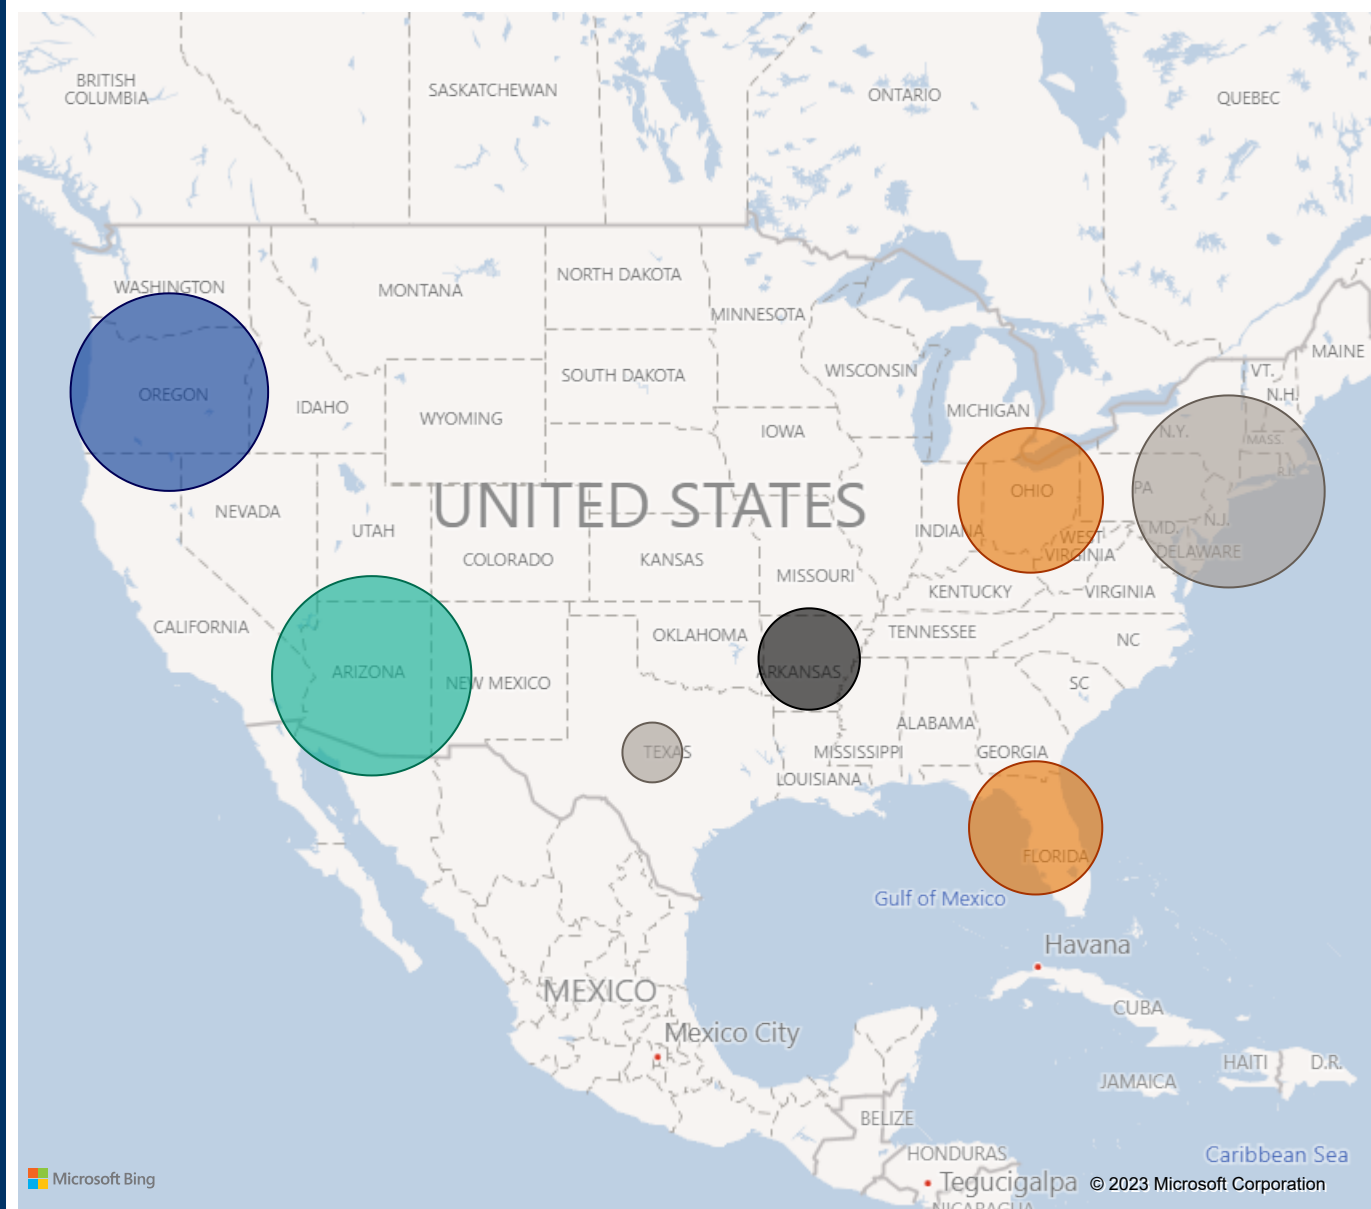 BRITISH
COLUMBIA
SASKATCHEWAN
ONTARIO
QUEBEC
WASHINGTON
MONTANA
NORTH DAKOTA
MINNESOTA
MAINE
VT.
N.H.
WISCONSIN
SOUTH DAKOTA
OREGON
IDAHO
WYOMING
MICHIGAN
IOWA
N.Y.
MASS.
R.I.
UNITED STATES
OHIO
PA
NEVADA
UTAH
INDIANA
N.J.
MD.
WEST
VIRGINIA
DELAWARE
COLORADO
KANSAS
MISSOURI
KENTUCKY
VIRGINIA
CALIFORNIA
OKLAHOMA
TENNESSEE
NC
ARIZONA
NEW MEXICO
ARKANSAS
SC
ALABAMA
TEXAS
MISSISSIPPI
GEORGIA
LOUISIANA
FLORIDA
Gulf of Mexico
Havana
MEXICO
CUBA
Mexico City
HAITI
D.R.
JAMAICA
BELIZE
HONDURAS
Caribbean Sea
Microsoft Bing
Tegucigalpa
© 2023 Microsoft Corporation
NICARAGUA